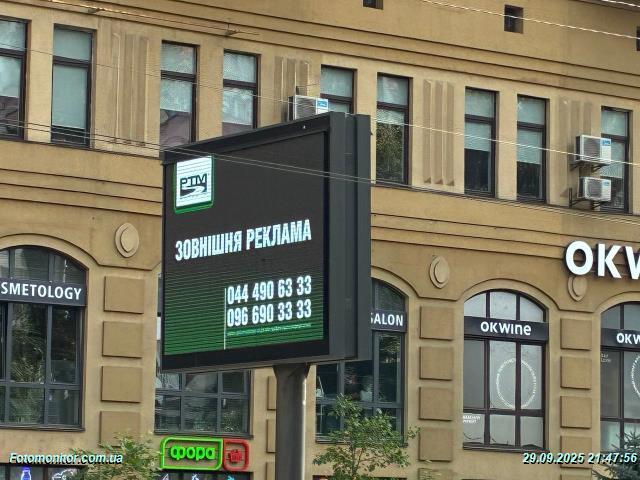 РТМ
ЗОВНІШНЯ РЕКЛАМА
044 490 63 33
096 690 33 33
SMETOLOGY
SALON
OKW
OKWINE
OKWINE
фора
Fotomonitor.com.ua
29.09.2025 21:47:56